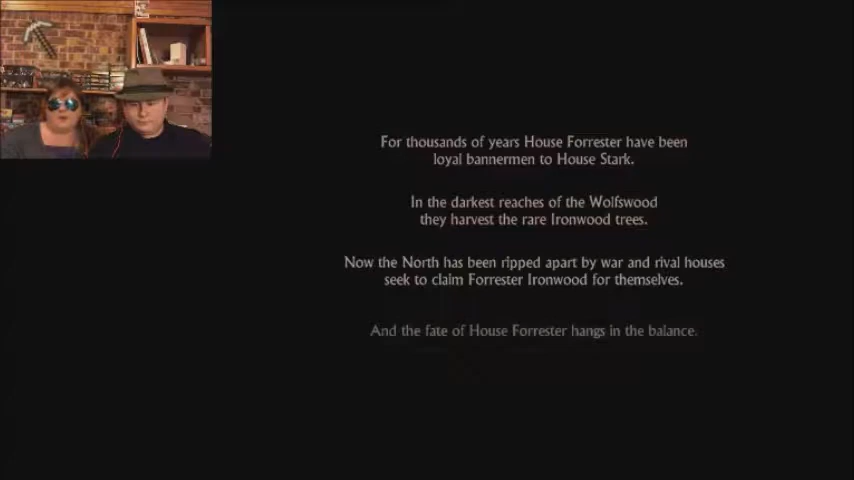 For thousands of years House Forrester have been
loyal bannermen to House Stark.
In the darkest reaches of the Wolfswood
they harvest the rare Ironwood trees.
Now the North has been ripped apart by war and rival houses
seek to claim Forrester Ironwood for themselves.
And the fate of House Forrester hangs in the balance.